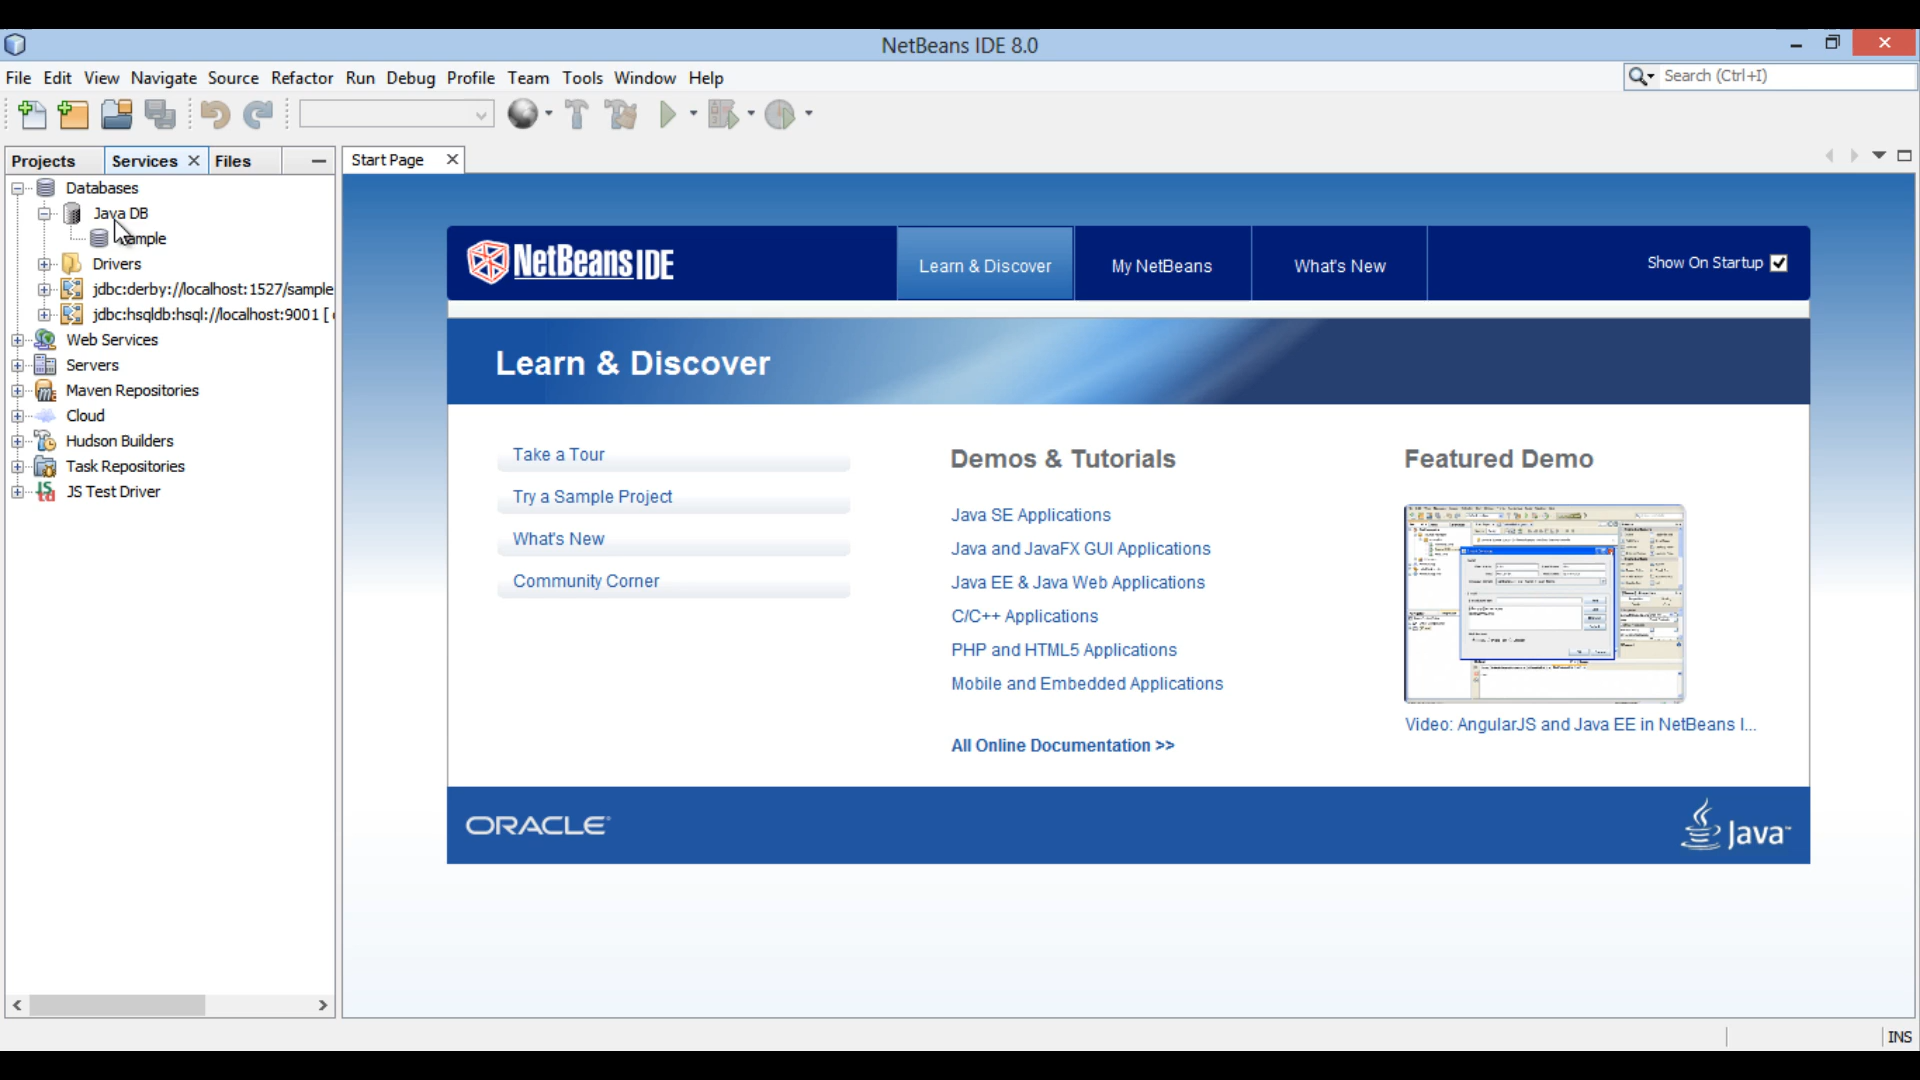 NetBeans IDE 8.0
File Edit View Navigate Source Refactor Run Debug Profile Team Tools Window Help
Search (Ctrl+I)
Projects Services Files
Start Page
Databases
Java DB
sample
Drivers
jdbc:derby://localhost:1527/sample
jdbc:hsqldb:hsql://localhost:9001 [
Web Services
Servers
Maven Repositories
Cloud
Hudson Builders
Task Repositories
JS Test Driver
NetBeans IDE
Learn & Discover
My NetBeans
What's New
Show On Startup
Learn & Discover
Take a Tour
Try a Sample Project
What's New
Community Corner
Demos & Tutorials
Java SE Applications
Java and JavaFX GUI Applications
Java EE & Java Web Applications
C/C++ Applications
PHP and HTML5 Applications
Mobile and Embedded Applications
All Online Documentation >>
Featured Demo
Video: AngularJS and Java EE in NetBeans I...
ORACLE
Java
INS